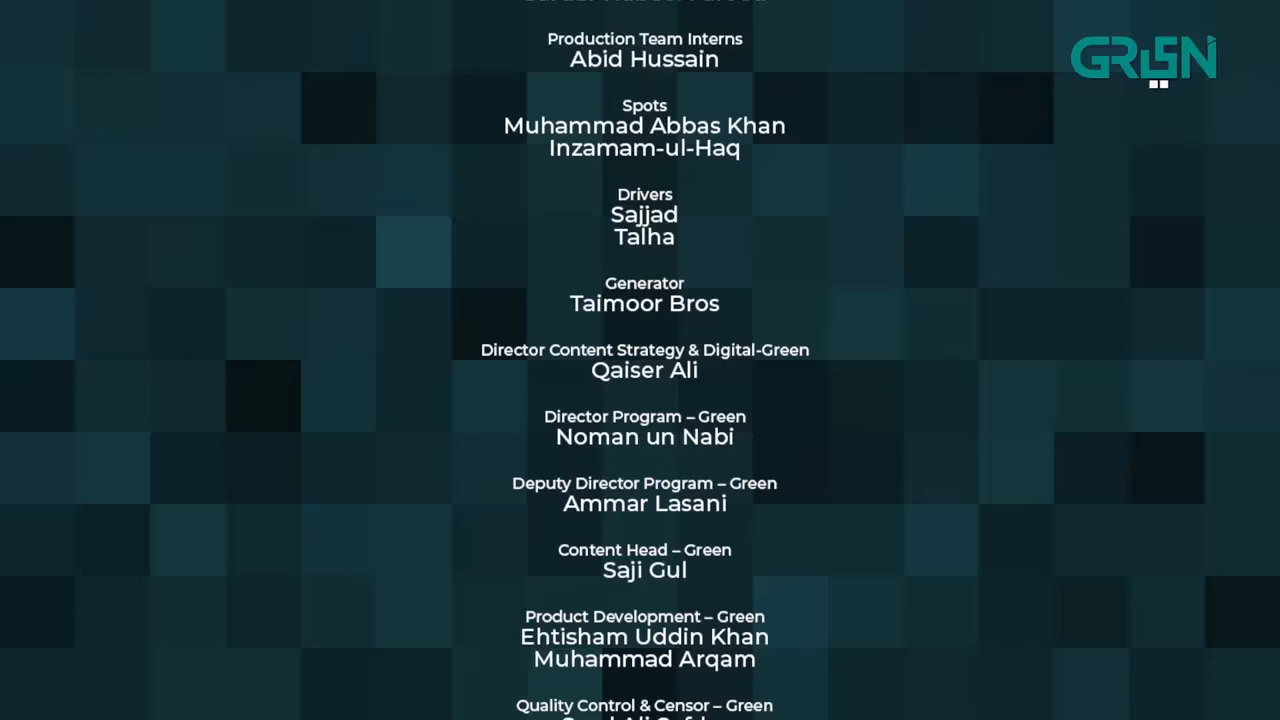 Production Team Interns
Abid Hussain
GREEN
Spots
Muhammad Abbas Khan
Inzamam-ul-Haq
Drivers
Sajjad
Talha
Generator
Taimoor Bros
Director Content Strategy & Digital-Green
Qaiser Ali
Director Program – Green
Noman un Nabi
Deputy Director Program – Green
Ammar Lasani
Content Head – Green
Saji Gul
Product Development – Green
Ehtisham Uddin Khan
Muhammad Arqam
Quality Control & Censor – Green